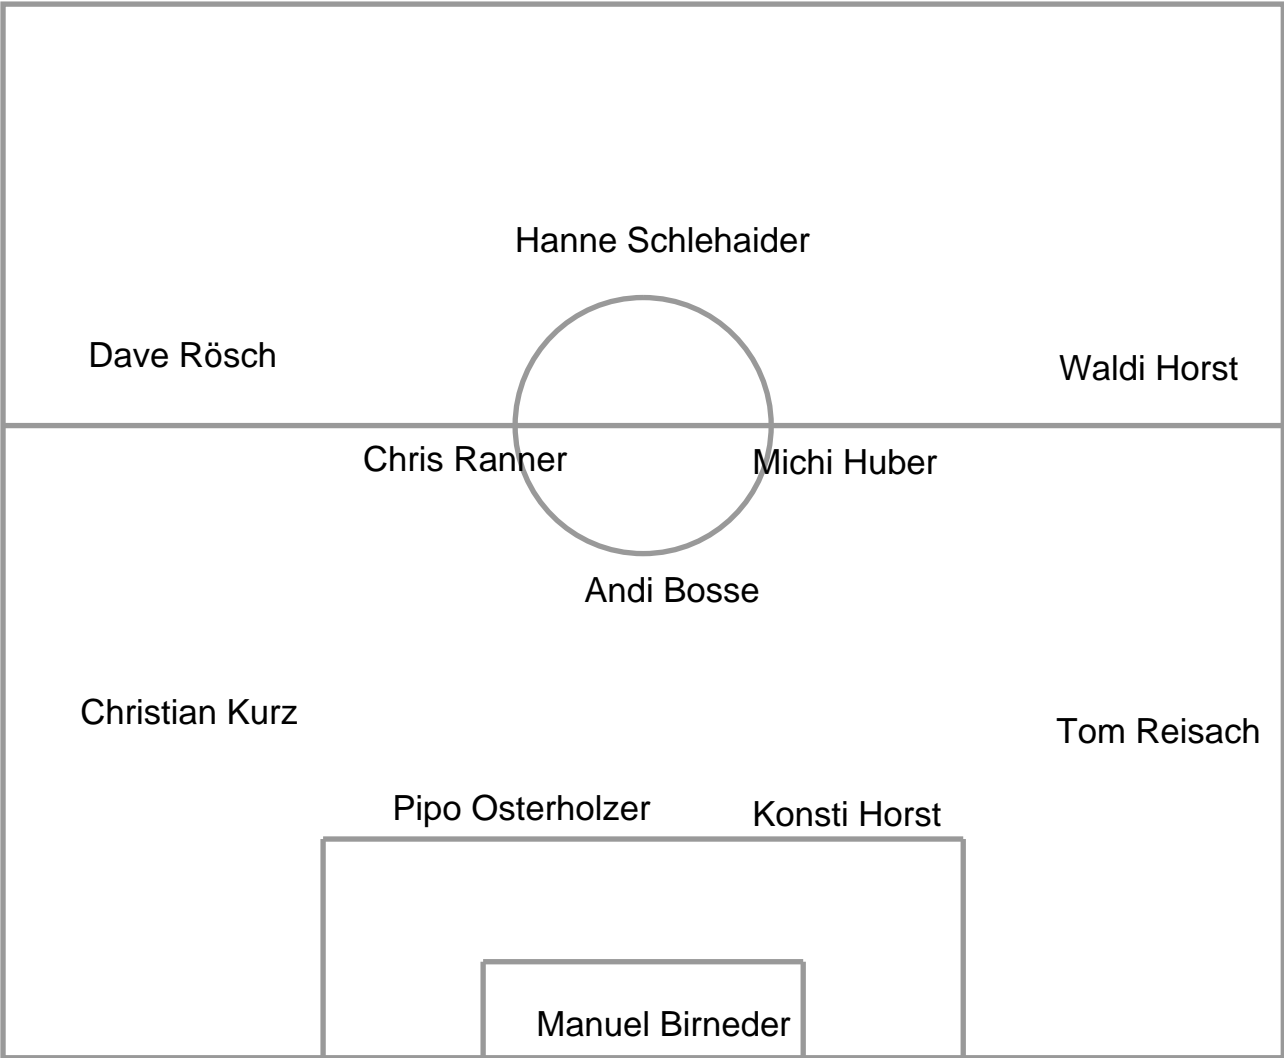 Hanne Schlehaider
Dave Rösch
Waldi Horst
Chris Ranner
Michi Huber
Andi Bosse
Christian Kurz
Tom Reisach
Pipo Osterholzer
Konsti Horst
Manuel Birneder